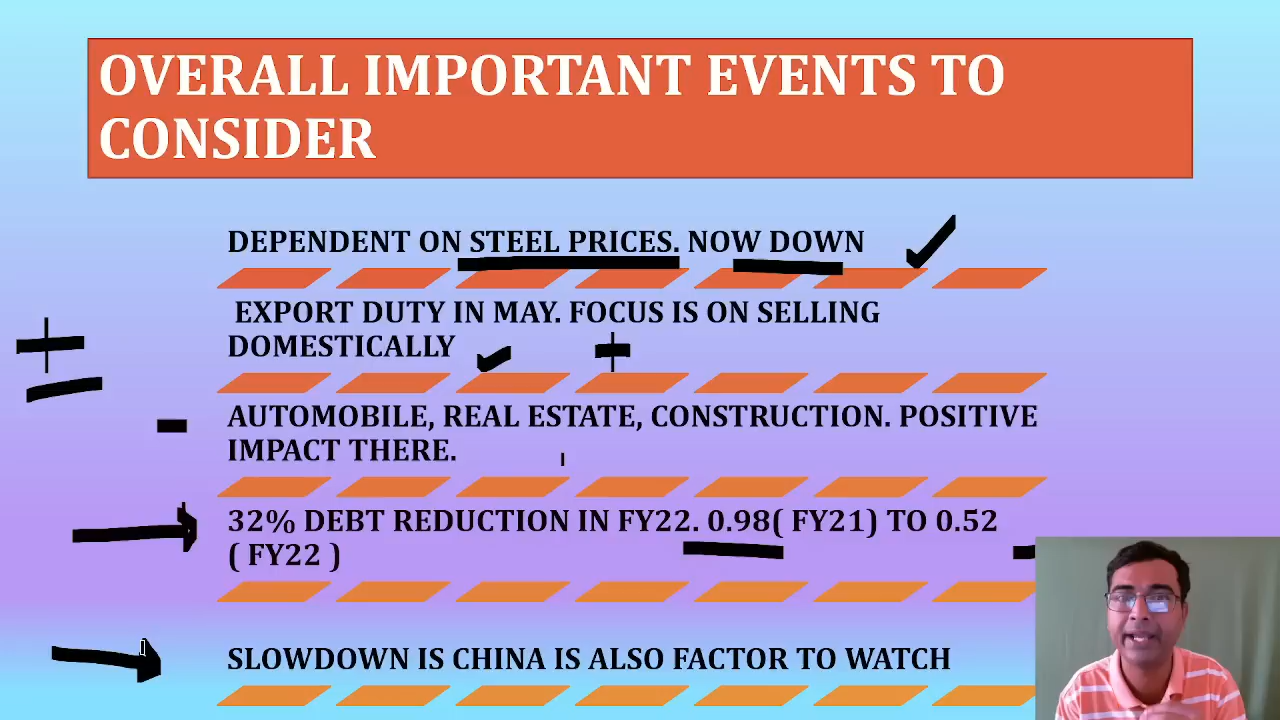 OVERALL IMPORTANT EVENTS TO
CONSIDER
DEPENDENT ON STEEL PRICES. NOW DOWN
EXPORT DUTY IN MAY. FOCUS IS ON SELLING
DOMESTICALLY
AUTOMOBILE, REAL ESTATE, CONSTRUCTION. POSITIVE
IMPACT THERE.
32% DEBT REDUCTION IN FY22. 0.98( FY21) TO 0.52
( FY22 )
SLOWDOWN IS CHINA IS ALSO FACTOR TO WATCH